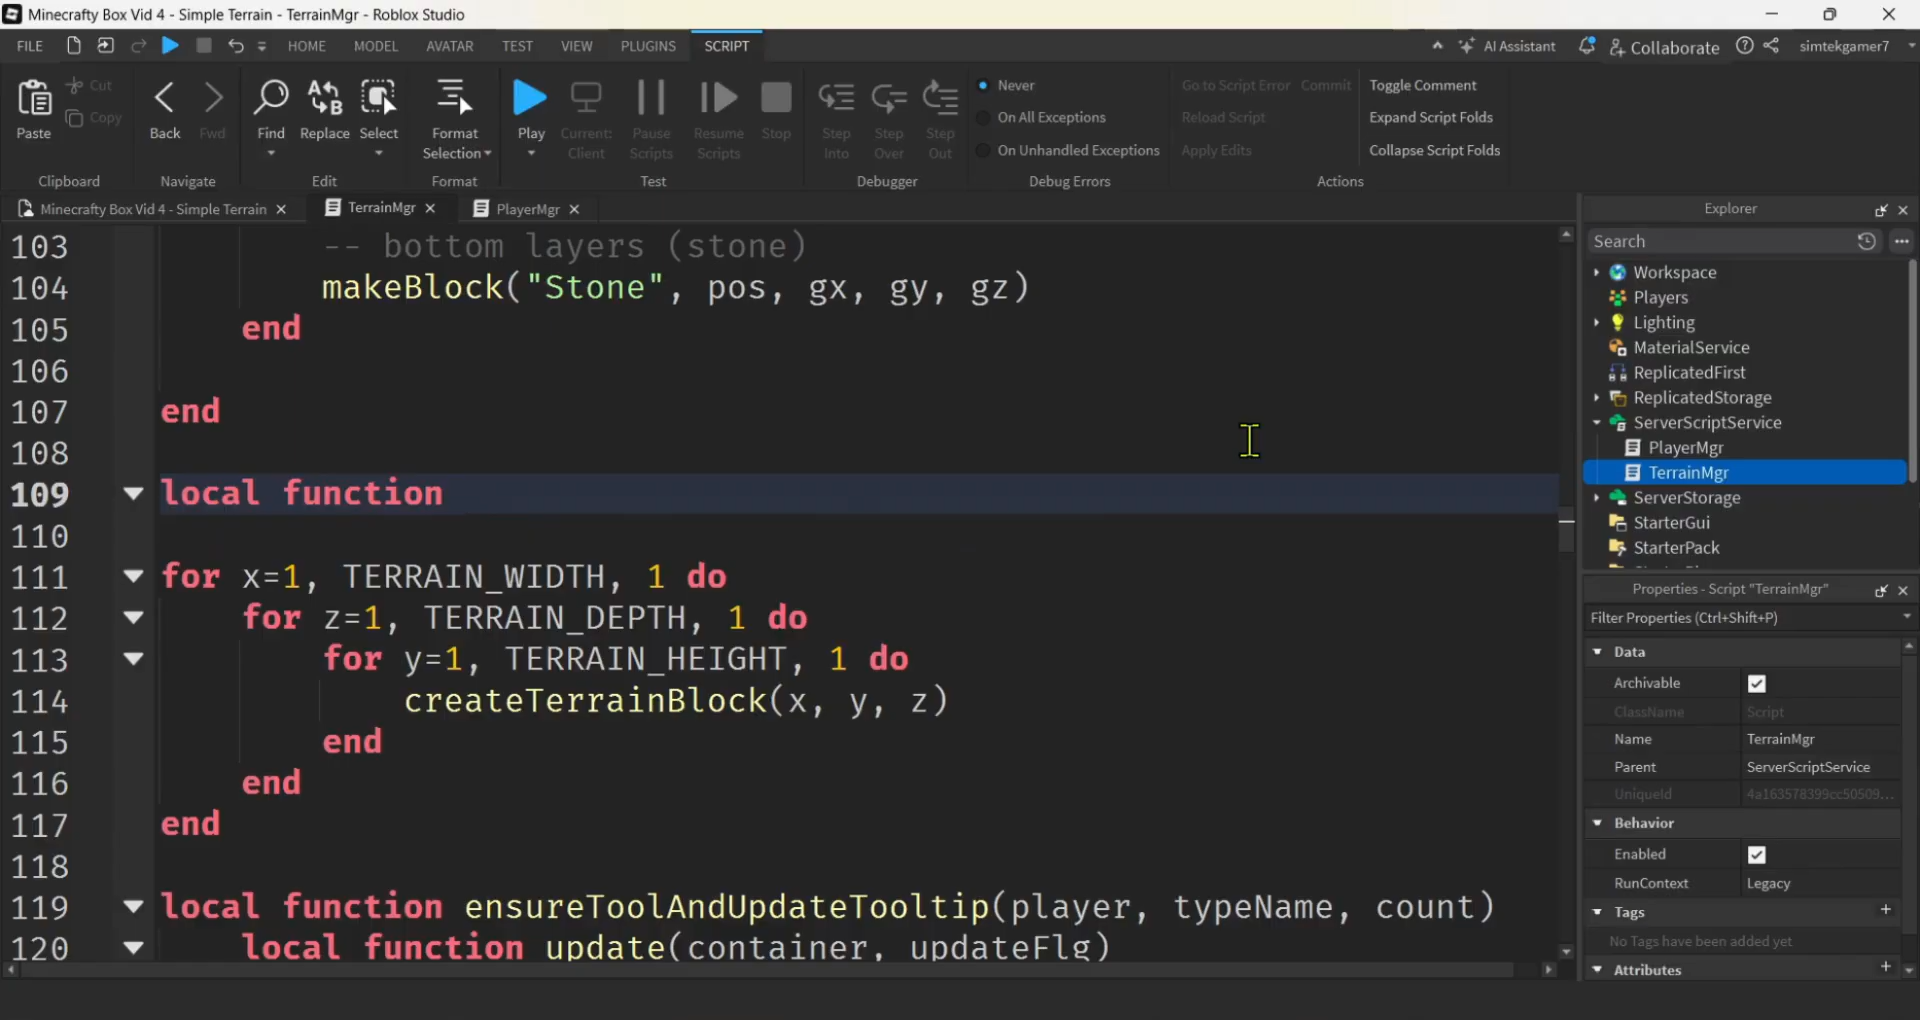 Minecrafty Box Vid 4 - Simple Terrain - TerrainMgr - Roblox Studio
FILE HOME MODEL AVATAR TEST VIEW PLUGINS SCRIPT AI Assistant Collaborate simtekgamer7
Paste
Cut
Copy
Clipboard
Back
Fwd
Navigate
Find
Replace
Select
Edit
Format
Selection
Format
Play
Current:
Client
Pause
Scripts
Resume
Scripts
Stop
Test
Step
Into
Step
Over
Step
Out
Debugger
Never
On All Exceptions
On Unhandled Exceptions
Debug Errors
Go to Script Error
Commit
Reload Script
Apply Edits
Toggle Comment
Expand Script Folds
Collapse Script Folds
Actions
Minecrafty Box Vid 4 - Simple Terrain
TerrainMgr
PlayerMgr
103 -- bottom layers (stone)
104 makeBlock("Stone", pos, gx, gy, gz)
105 end
106
107 end
108
109 local function
110
111 for x=1, TERRAIN_WIDTH, 1 do
112 for z=1, TERRAIN_DEPTH, 1 do
113 for y=1, TERRAIN_HEIGHT, 1 do
114 createTerrainBlock(x, y, z)
115 end
116 end
117 end
118
119 local function ensureToolAndUpdateTooltip(player, typeName, count)
120 local function update(container, updateFlg)
Explorer
Search
Workspace
Players
Lighting
MaterialService
ReplicatedFirst
ReplicatedStorage
ServerScriptService
PlayerMgr
TerrainMgr
ServerStorage
StarterGui
StarterPack
Properties - Script "TerrainMgr"
Filter Properties (Ctrl+Shift+P)
Data
Archivable
ClassName Script
Name TerrainMgr
Parent ServerScriptService
UniqueId 4a163578399cc50509...
Behavior
Enabled
RunContext Legacy
Tags
No Tags have been added yet
Attributes